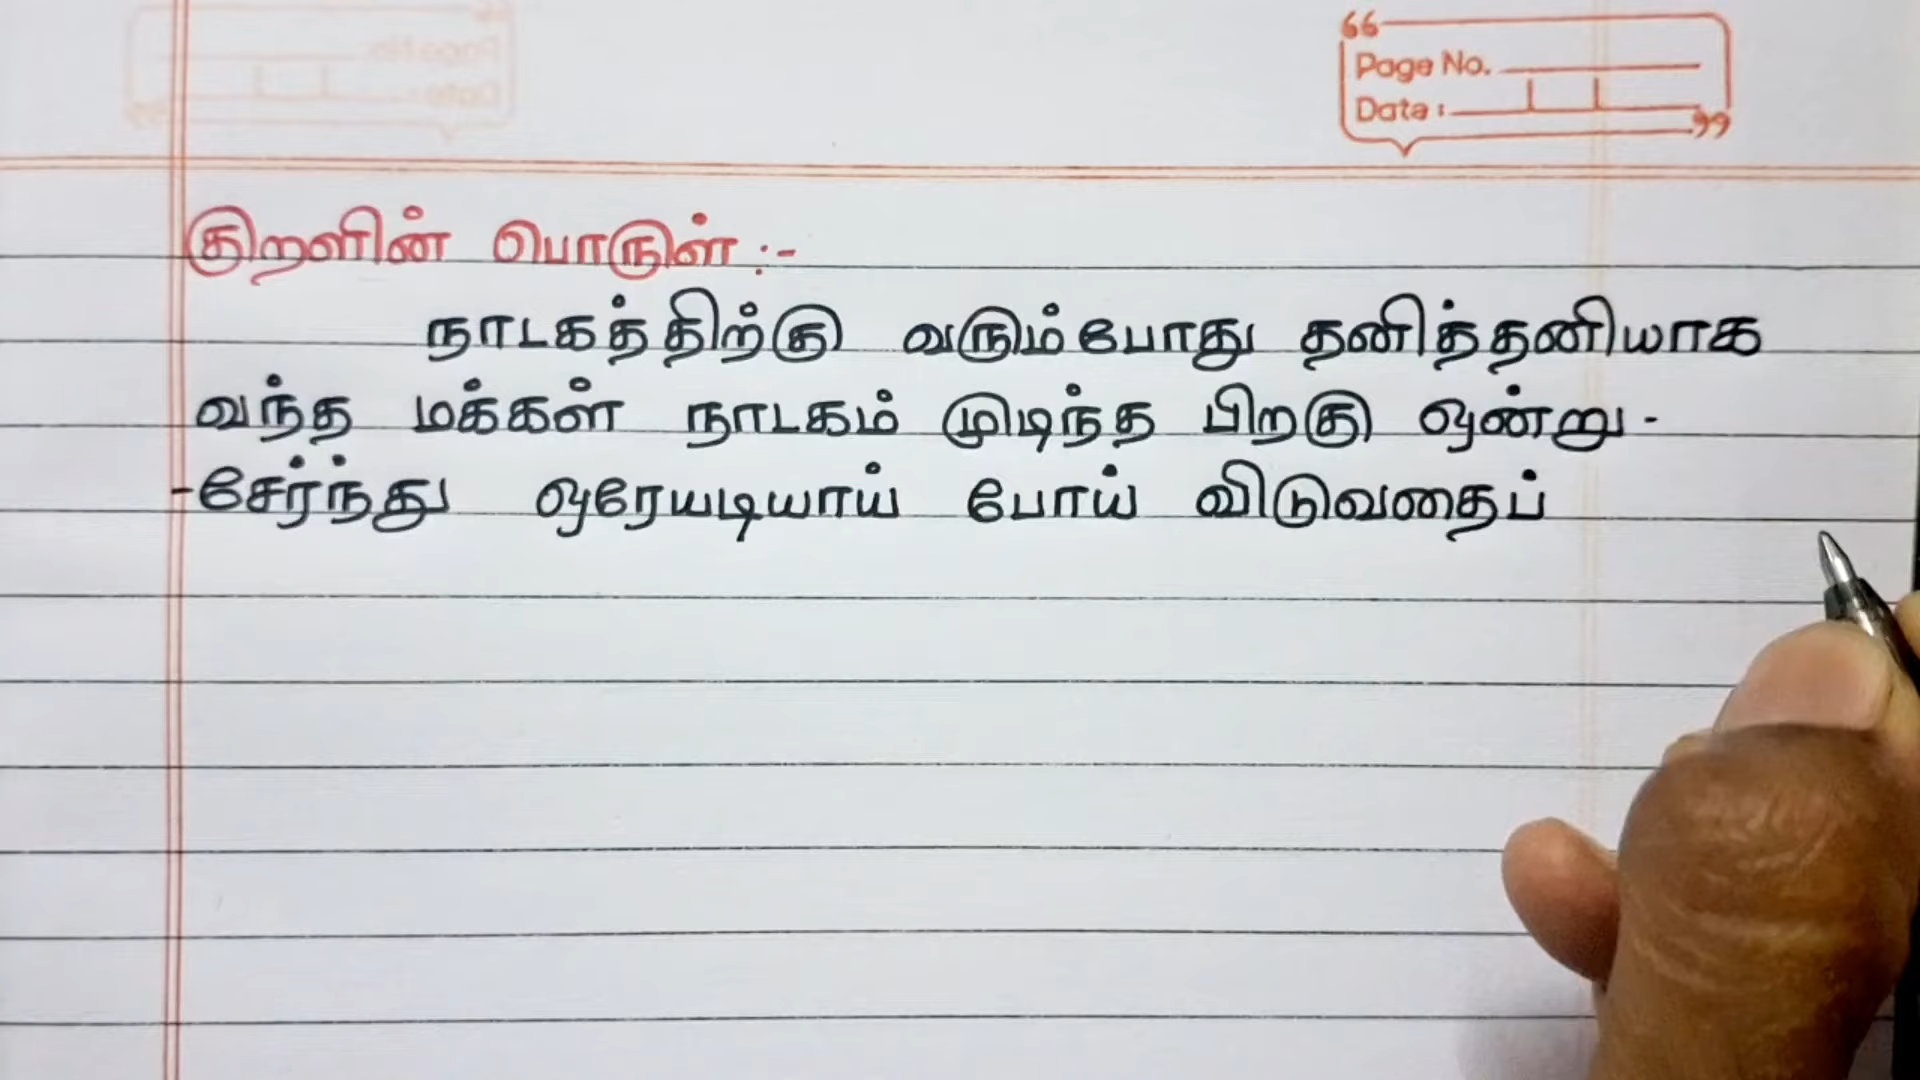 Page No.
Data :
குறளின் பொருள் :-
நாடகத்திற்கு வரும்போது தனித்தனியாக
வந்த மக்கள் நாடகம் முடிந்த பிறகு ஒன்று -
- சேர்ந்து ஒரேயடியாய் போய் விடுவதைப்